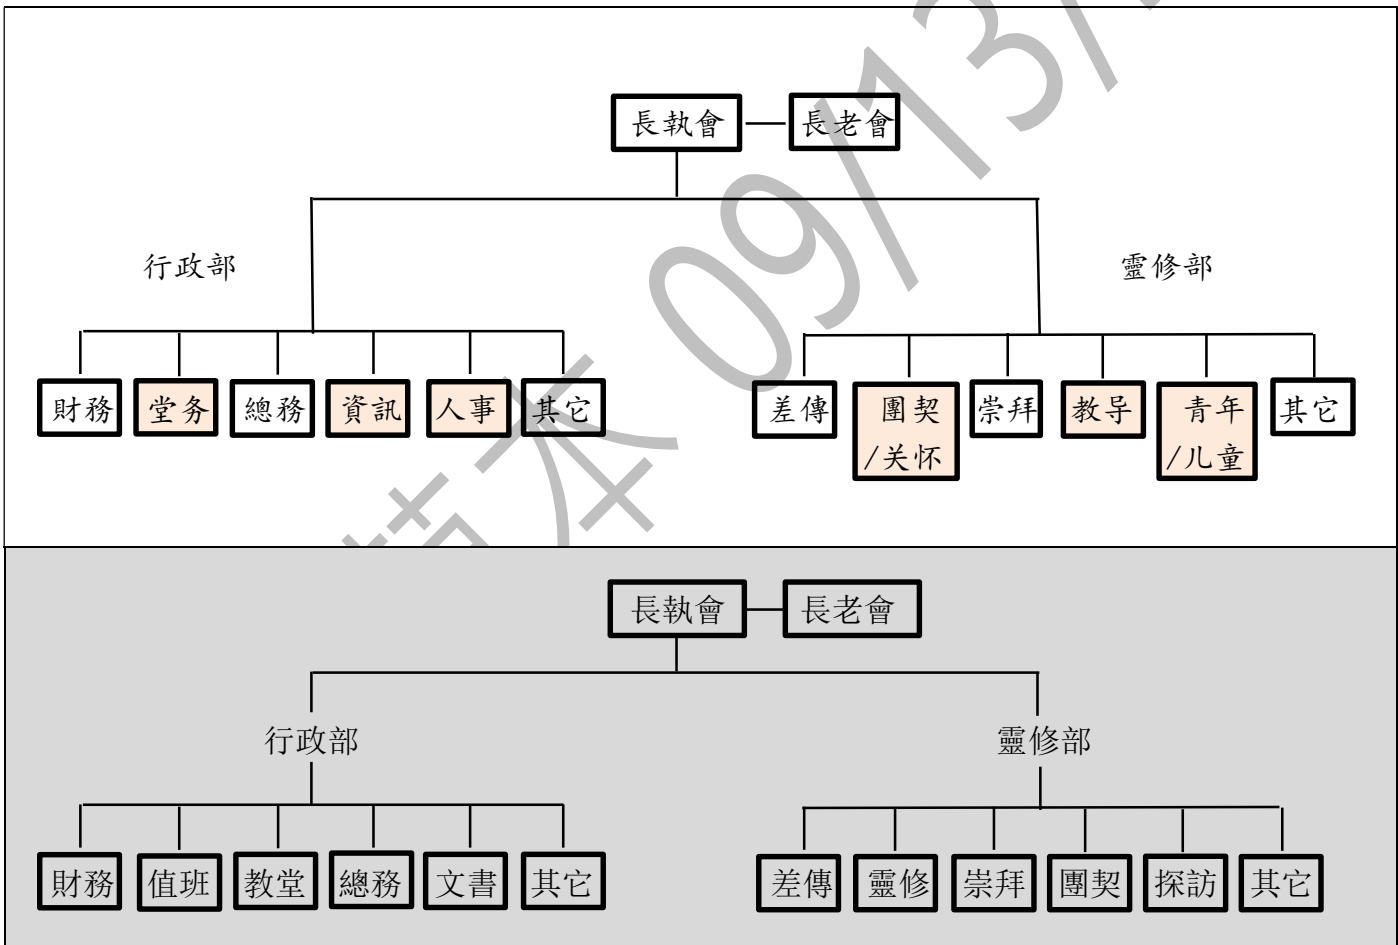 長執會 長老會
行政部 靈修部
財務 堂务 總務 資訊 人事 其它 差傳 團契 崇拜 教导 青年 其它
/关怀 /儿童
本 09/13/
長執會 長老會
行政部 靈修部
財務 值班 教堂 總務 文書 其它 差傳 靈修 崇拜 團契 探訪 其它